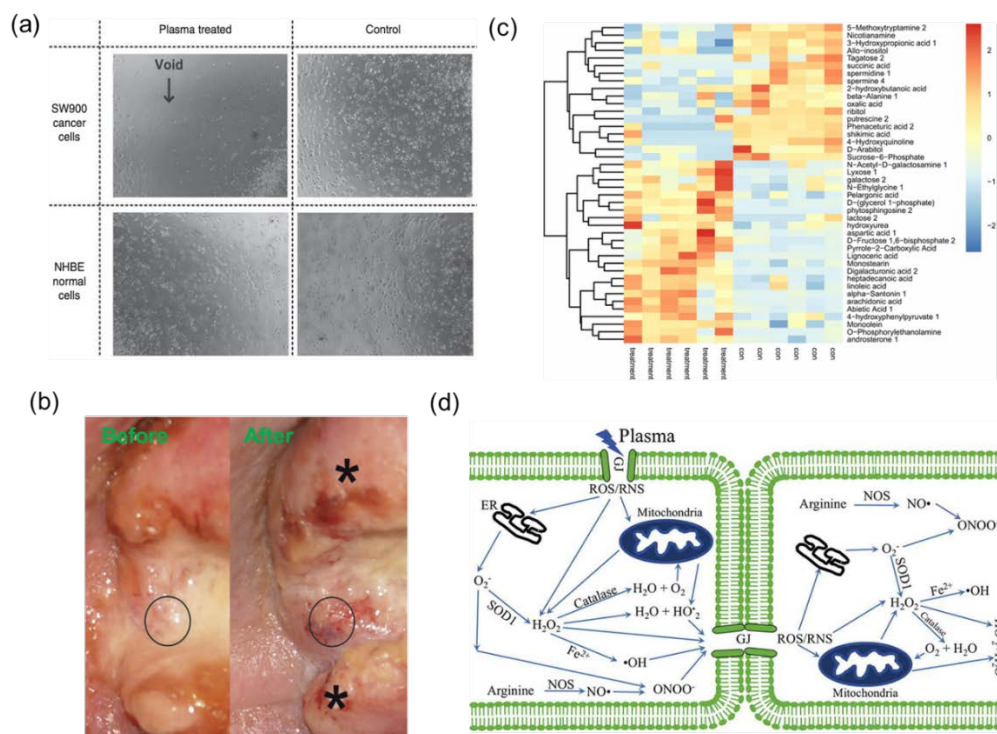 (a)
Plasma treated
Control
SW900
cancer
cells
Void
NHBE
normal
cells
(b)
Before
After
*
*
(c)
5-Methoxytryptamine 2
Nicotianamine
3-Hydroxypropionic acid 1
Allo-inositol
Tagatose 2
succinic acid
spermidine 1
spermine 4
2-hydroxybutanoic acid
beta-Alanine 1
oxalic acid
ribitol
putrescine 2
Phenaceturic acid 2
shikimic acid
4-Hydroxyquinoline
D-Arabitol
Sucrose-6-Phosphate
N-Acetyl-D-galactosamine 1
Lyxose 1
galactose 2
N-Ethylglycine 1
Pelargonic acid
D-(glycerol 1-phosphate)
phytosphingosine 2
lactose 2
hydroxyurea
aspartic acid 1
D-Fructose 1,6-bisphosphate 2
Pyrrole-2-Carboxylic Acid
Lignoceric acid
Monostearin
Digalacturonic acid 2
heptadecanoic acid
linoleic acid
alpha-Santonin 1
arachidonic acid
Abietic Acid 1
4-hydroxyphenylpyruvate 1
Monoolein
O-Phosphorylethanolamine
androsterone 1
treatment
treatment
treatment
treatment
treatment
treatment
con
con
con
con
con
con
2
1
0
-1
-2
(d)
Plasma
GJ
ROS/RNS
ER
Mitochondria
O₂⁻
SOD1
H₂O₂
Catalase
H₂O + O₂
H₂O + HO•₂
Fe²⁺
•OH
Arginine
NOS
NO•
ONOO⁻
GJ
Arginine
NOS
NO•
ONOO
O₂⁻
SOD1
Fe²⁺
•OH
H₂O₂
Catalase
ROS/RNS
O₂ + H₂O
Mitochondria